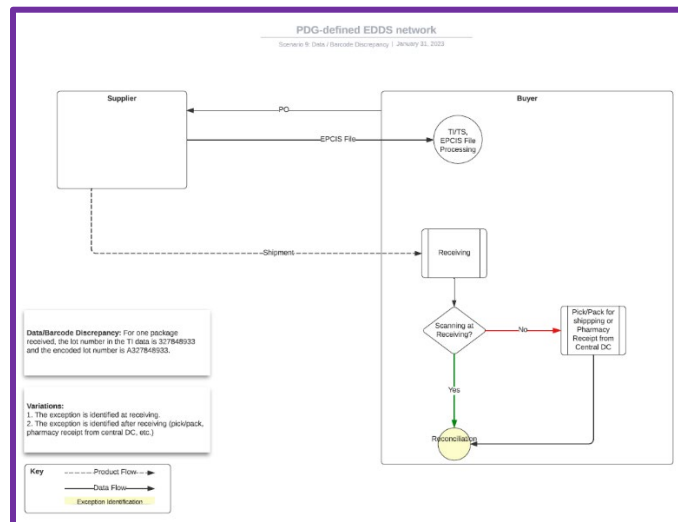 PDG-defined EDDS network
Scenario 9: Data / Barcode Discrepancy | January 31, 2023
Supplier
Buyer
PO
EPCIS File
TI/TS,
EPCIS File
Processing
Shipment
Receiving
Scanning at
Receiving?
No
Pick/Pack for
shippping or
Pharmacy
Receipt from
Central DC
Yes
Reconciliation
Data/Barcode Discrepancy: For one package
received, the lot number in the TI data is 327848933
and the encoded lot number is A327848933.
Variations:
1. The exception is identified at receiving.
2. The exception is identified after receiving (pick/pack,
pharmacy receipt from central DC, etc.)
Key
Product Flow
Data Flow
Exception Identification